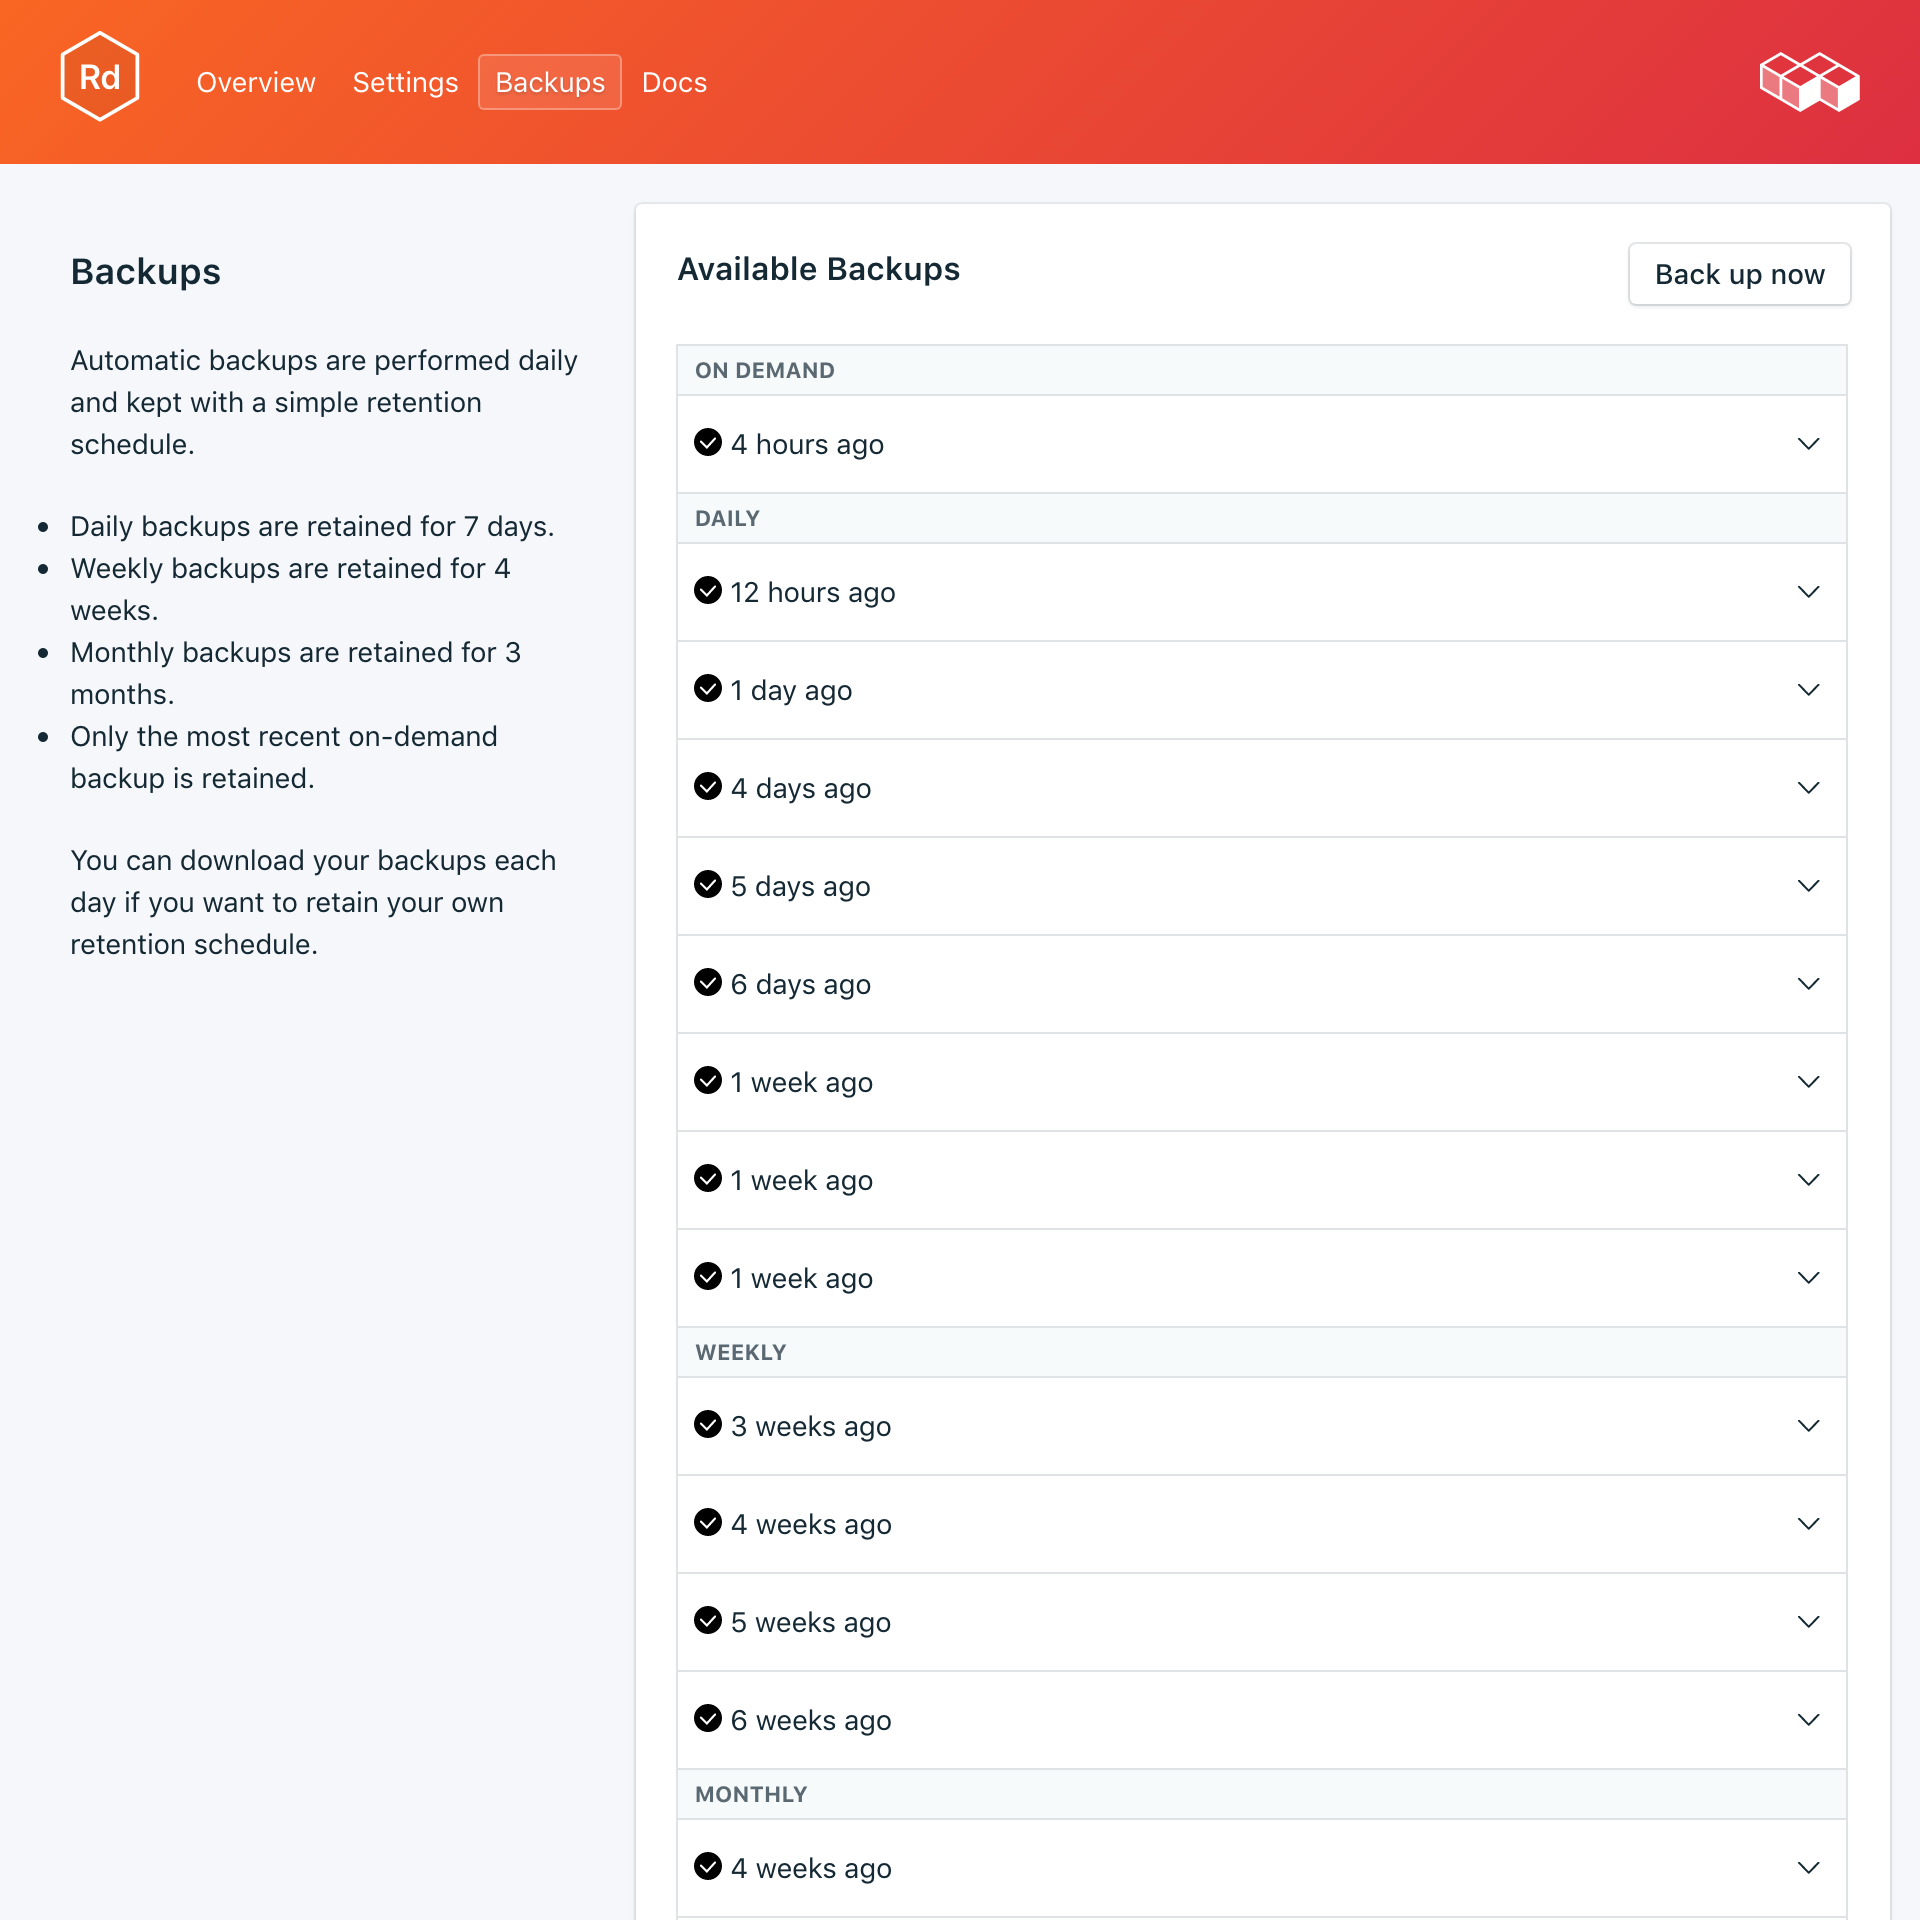 Rd
Overview Settings Backups Docs
Backups
Automatic backups are performed daily
and kept with a simple retention
schedule.
• Daily backups are retained for 7 days.
• Weekly backups are retained for 4
weeks.
• Monthly backups are retained for 3
months.
• Only the most recent on-demand
backup is retained.
You can download your backups each
day if you want to retain your own
retention schedule.
Available Backups
Back up now
ON DEMAND
4 hours ago
DAILY
12 hours ago
1 day ago
4 days ago
5 days ago
6 days ago
1 week ago
1 week ago
1 week ago
WEEKLY
3 weeks ago
4 weeks ago
5 weeks ago
6 weeks ago
MONTHLY
4 weeks ago